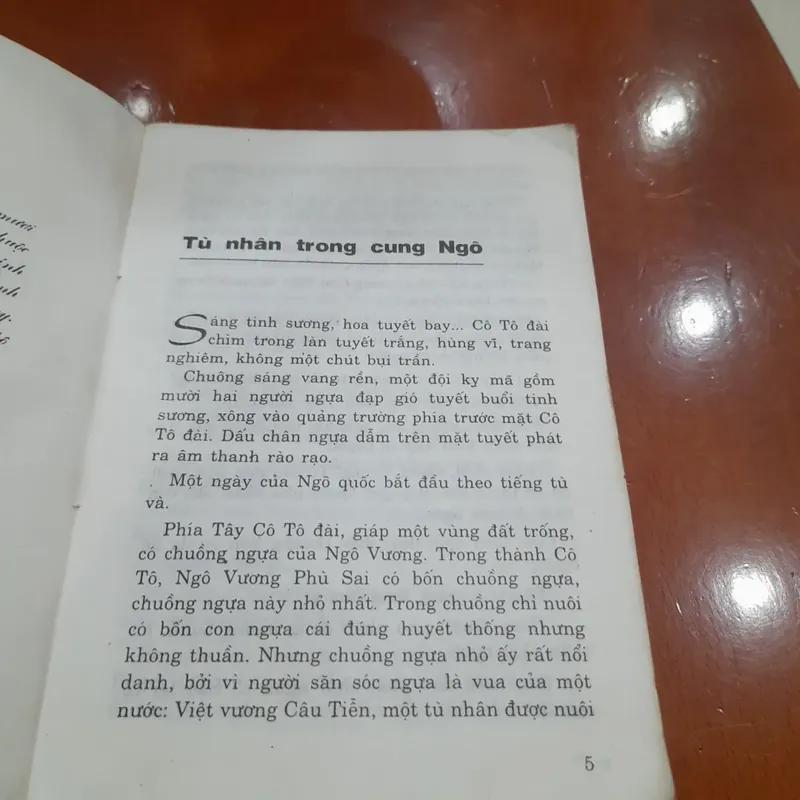 Tù nhân trong cung Ngô
Sáng tinh sương, hoa tuyết bay... Cô Tô đài
chìm trong làn tuyết trắng, hùng vĩ, trang
nghiêm, không một chút bụi trần.
Chuông sáng vang rền, một đội kỵ mã gồm
mười hai người ngựa đạp gió tuyết buổi tinh
sương, xông vào quảng trường phía trước mặt Cô
Tô đài. Dấu chân ngựa dẫm trên mặt tuyết phát
ra âm thanh rào rạo.
Một ngày của Ngô quốc bắt đầu theo tiếng tù
và.
Phía Tây Cô Tô đài, giáp một vùng đất trống,
có chuồng ngựa của Ngô Vương. Trong thành Cô
Tô, Ngô Vương Phù Sai có bốn chuồng ngựa,
chuồng ngựa này nhỏ nhất. Trong chuồng chỉ nuôi
có bốn con ngựa cái đúng huyết thống nhưng
không thuần. Nhưng chuồng ngựa nhỏ ấy rất nổi
danh, bởi vì người săn sóc ngựa là vua của một
nước: Việt vương Câu Tiễn, một tù nhân được nuôi
5